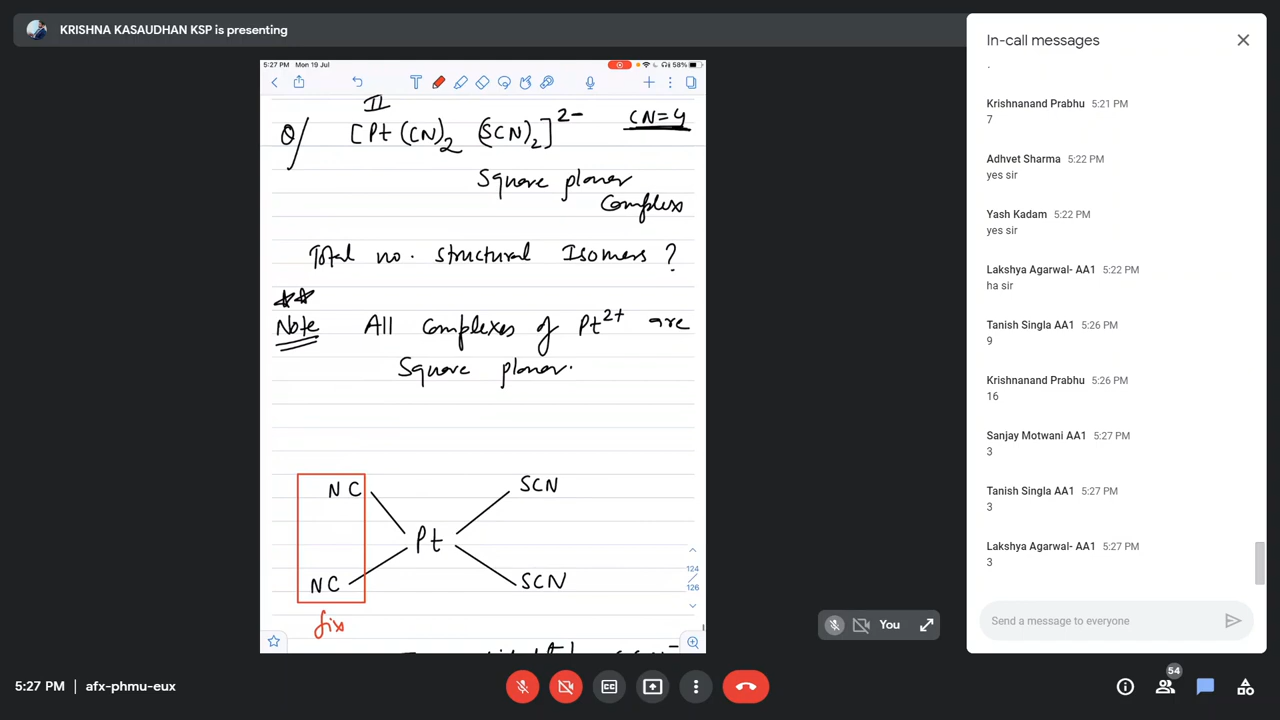 KRISHNA KASAUDHAN KSP is presenting
5:27 PM Mon 19 Jul
58%
II
Q/ [Pt(CN)2 (SCN)2]2- CN=4
Square planer
Complex
Total no. structural Isomers ?
**
Note All Complexes of Pt2+ are
Square planer.
NC SCN
Pt
NC SCN
fix
124
126
In-call messages
.
Krishnanand Prabhu 5:21 PM
7
Adhvet Sharma 5:22 PM
yes sir
Yash Kadam 5:22 PM
yes sir
Lakshya Agarwal- AA1 5:22 PM
ha sir
Tanish Singla AA1 5:26 PM
9
Krishnanand Prabhu 5:26 PM
16
Sanjay Motwani AA1 5:27 PM
3
Tanish Singla AA1 5:27 PM
3
Lakshya Agarwal- AA1 5:27 PM
3
Send a message to everyone
You
5:27 PM | afx-phmu-eux
54